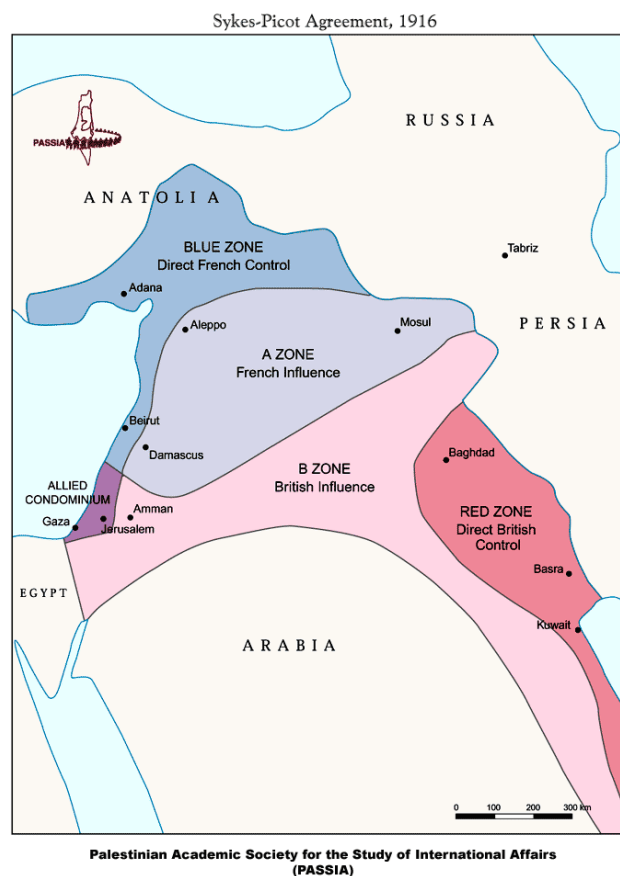 Sykes-Picot Agreement, 1916
RUSSIA
PASSIA
ANATOLIA
BLUE ZONE
Direct French Control
Tabriz
Adana
PERSIA
Aleppo
Mosul
A ZONE
French Influence
Beirut
Damascus
Baghdad
B ZONE
British Influence
ALLIED
CONDOMINIUM
Amman
Gaza
Jerusalem
RED ZONE
Direct British
Control
Basra
EGYPT
Kuwait
ARABIA
0 100 200 300 km
Palestinian Academic Society for the Study of International Affairs
(PASSIA)